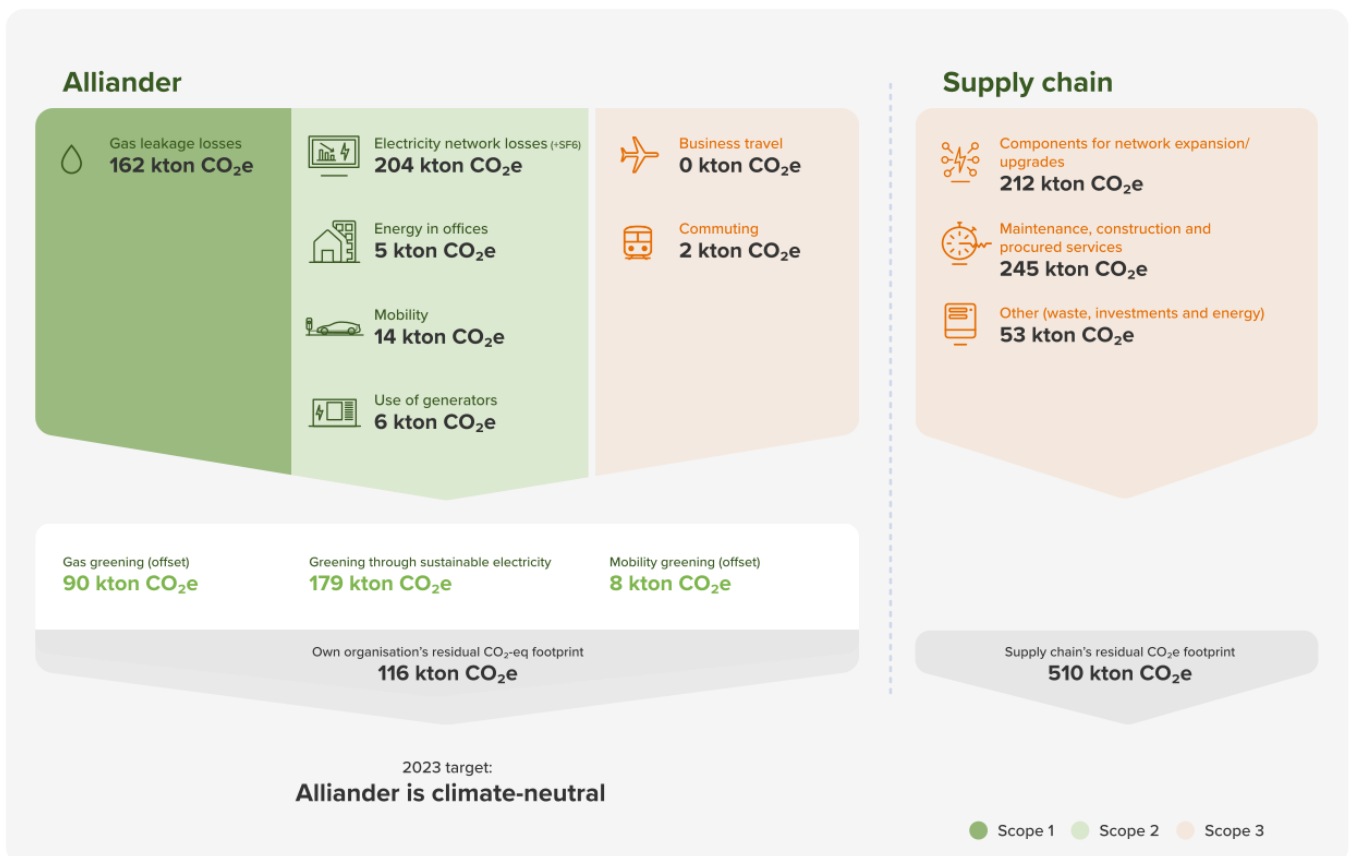 Alliander
Gas leakage losses
162 kton CO₂e
Electricity network losses (+SF6)
204 kton CO₂e
Energy in offices
5 kton CO₂e
Mobility
14 kton CO₂e
Use of generators
6 kton CO₂e
Business travel
0 kton CO₂e
Commuting
2 kton CO₂e
Gas greening (offset)
90 kton CO₂e
Greening through sustainable electricity
179 kton CO₂e
Mobility greening (offset)
8 kton CO₂e
Own organisation's residual CO₂-eq footprint
116 kton CO₂e
2023 target:
Alliander is climate-neutral
Supply chain
Components for network expansion/
upgrades
212 kton CO₂e
Maintenance, construction and
procured services
245 kton CO₂e
Other (waste, investments and energy)
53 kton CO₂e
Supply chain's residual CO₂e footprint
510 kton CO₂e
Scope 1
Scope 2
Scope 3